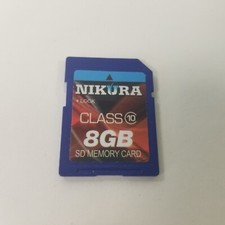 NIKURA
LOCK
CLASS 10
8GB
SD MEMORY CARD